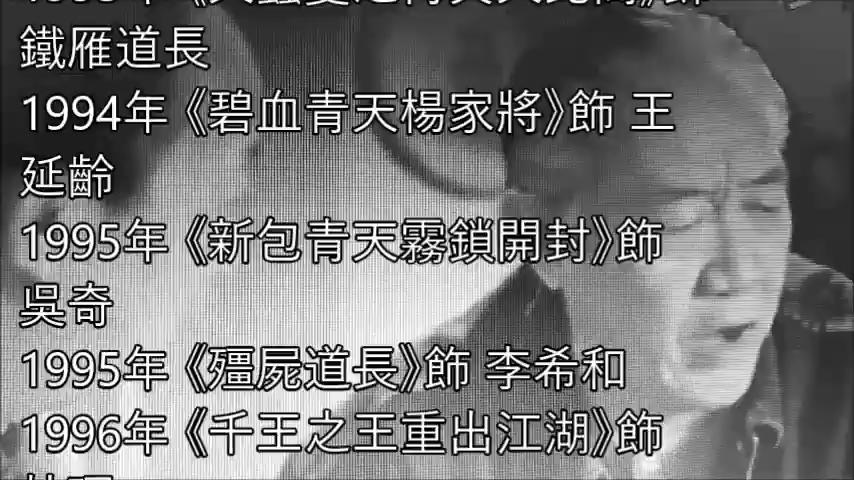 鐵雁道長
1994年《碧血青天楊家將》飾 王
延齡
1995年《新包青天霧鎖開封》飾
吳奇
1995年《殭屍道長》飾 李希和
1996年《千王之王重出江湖》飾